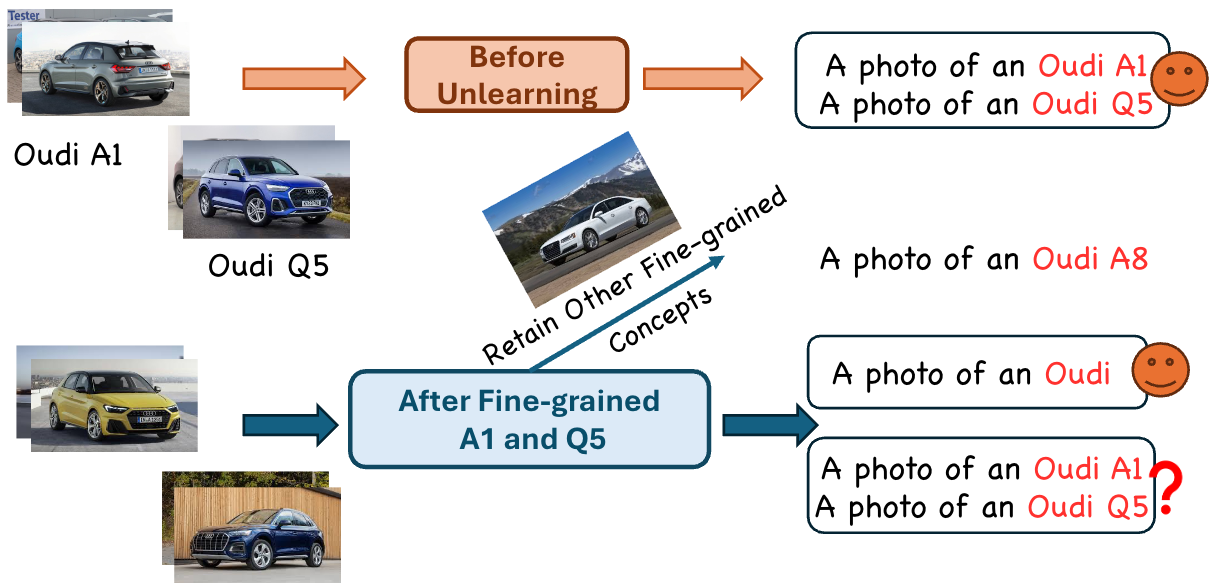 Tester
Before
Unlearning
A photo of an Oudi A1
A photo of an Oudi Q5
Oudi A1
Oudi Q5
Retain Other Fine-grained
Concepts
A photo of an Oudi A8
After Fine-grained
A1 and Q5
A photo of an Oudi
A photo of an Oudi A1
A photo of an Oudi Q5
?